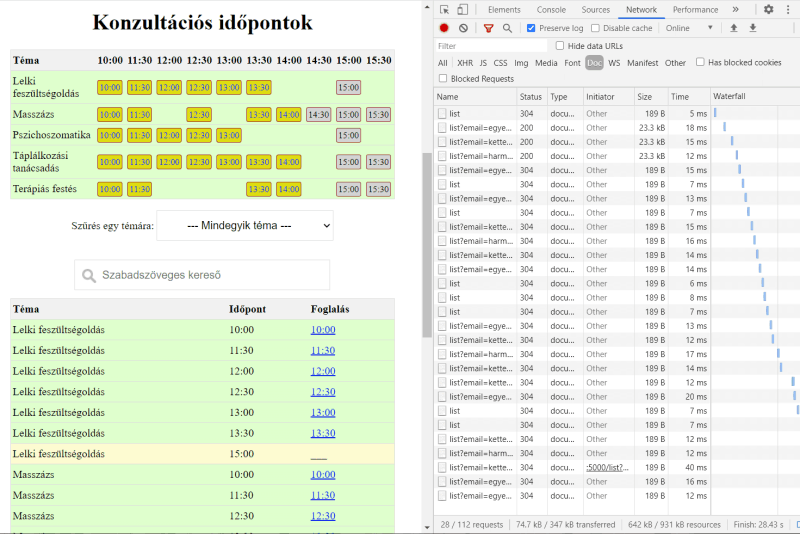 Konzultációs időpontok
Téma 10:00 11:30 12:00 12:30 13:00 13:30 14:00 14:30 15:00 15:30
Lelki feszültségoldás 10:00 11:30 12:00 12:30 13:00 13:30 15:00
Masszázs 10:00 11:30 12:30 13:30 14:00 14:30 15:00 15:30
Pszichoszomatika 10:00 11:30 12:00 12:30 13:00 15:00
Táplálkozási tanácsadás 10:00 11:30 12:00 12:30 13:00 13:30 14:00 15:00 15:30
Terápiás festés 10:00 11:30 13:30 14:00 15:00 15:30
Szűrés egy témára: --- Mindegyik téma ---
Szabadszöveges kereső
Téma Időpont Foglalás
Lelki feszültségoldás 10:00 10:00
Lelki feszültségoldás 11:30 11:30
Lelki feszültségoldás 12:00 12:00
Lelki feszültségoldás 12:30 12:30
Lelki feszültségoldás 13:00 13:00
Lelki feszültségoldás 13:30 13:30
Lelki feszültségoldás 15:00 ___
Masszázs 10:00 10:00
Masszázs 11:30 11:30
Masszázs 12:30 12:30
Elements Console Sources Network Performance »
Preserve log Disable cache Online
Filter Hide data URLs
All XHR JS CSS Img Media Font Doc WS Manifest Other Has blocked cookies
Blocked Requests
Name Status Type Initiator Size Time Waterfall
list 304 docu... Other 189 B 5 ms
list?email=egye... 200 docu... Other 23.3 kB 18 ms
list?email=kette... 200 docu... Other 23.3 kB 15 ms
list?email=harm... 200 docu... Other 23.3 kB 12 ms
list?email=egye... 304 docu... Other 189 B 15 ms
list 304 docu... Other 189 B 7 ms
list?email=egye... 304 docu... Other 189 B 13 ms
list 304 docu... Other 189 B 7 ms
list?email=kette... 304 docu... Other 189 B 15 ms
list?email=harm... 304 docu... Other 189 B 16 ms
list?email=kette... 304 docu... Other 189 B 14 ms
list?email=egye... 304 docu... Other 189 B 14 ms
list 304 docu... Other 189 B 6 ms
list 304 docu... Other 189 B 8 ms
list 304 docu... Other 189 B 7 ms
list?email=egye... 304 docu... Other 189 B 13 ms
list?email=kette... 304 docu... Other 189 B 12 ms
list?email=harm... 304 docu... Other 189 B 17 ms
list?email=kette... 304 docu... Other 189 B 14 ms
list?email=kette... 304 docu... Other 189 B 12 ms
list?email=egye... 304 docu... Other 189 B 20 ms
list 304 docu... Other 189 B 7 ms
list 304 docu... Other 189 B 7 ms
list?email=kette... 304 docu... Other 189 B 12 ms
list?email=harm... 304 docu... Other 189 B 12 ms
list?email=kette... 304 docu... :5000/list?... 189 B 40 ms
list?email=egye... 304 docu... Other 189 B 16 ms
list?email=egye... 304 docu... Other 189 B 12 ms
28 / 112 requests 74.7 kB / 347 kB transferred 642 kB / 931 kB resources Finish: 28.43 s